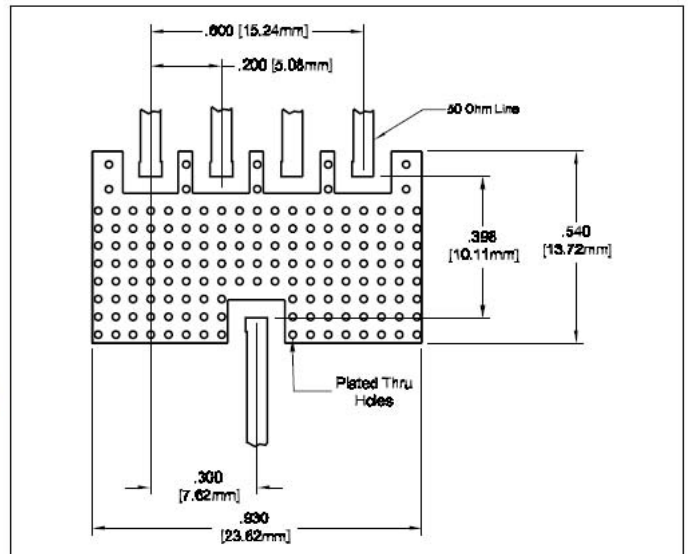 .600 [15.24mm]
.200 [5.08mm]
50 Ohm Line
.398
[10.11mm]
.540
[13.72mm]
Plated Thru
Holes
.300
[7.62mm]
.930
[23.62mm]